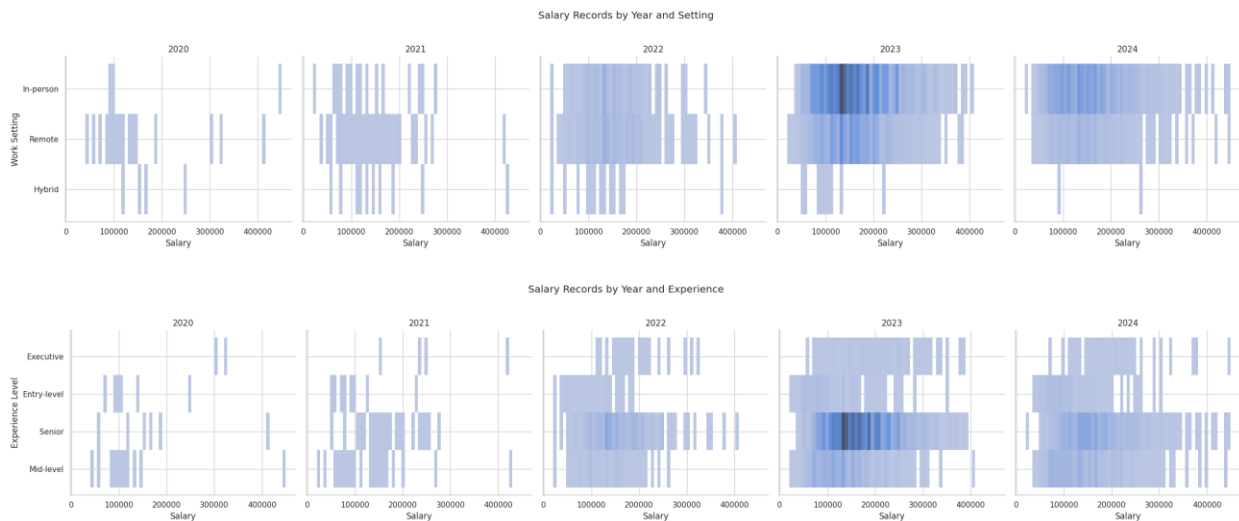 Salary Records by Year and Setting
2020 2021 2022 2023 2024
Work Setting
In-person
Remote
Hybrid
0 100000 200000 300000 400000 0 100000 200000 300000 400000 0 100000 200000 300000 400000 0 100000 200000 300000 400000 0 100000 200000 300000 400000
Salary Salary Salary Salary Salary
Salary Records by Year and Experience
2020 2021 2022 2023 2024
Experience Level
Executive
Entry-level
Senior
Mid-level
0 100000 200000 300000 400000 0 100000 200000 300000 400000 0 100000 200000 300000 400000 0 100000 200000 300000 400000 0 100000 200000 300000 400000
Salary Salary Salary Salary Salary